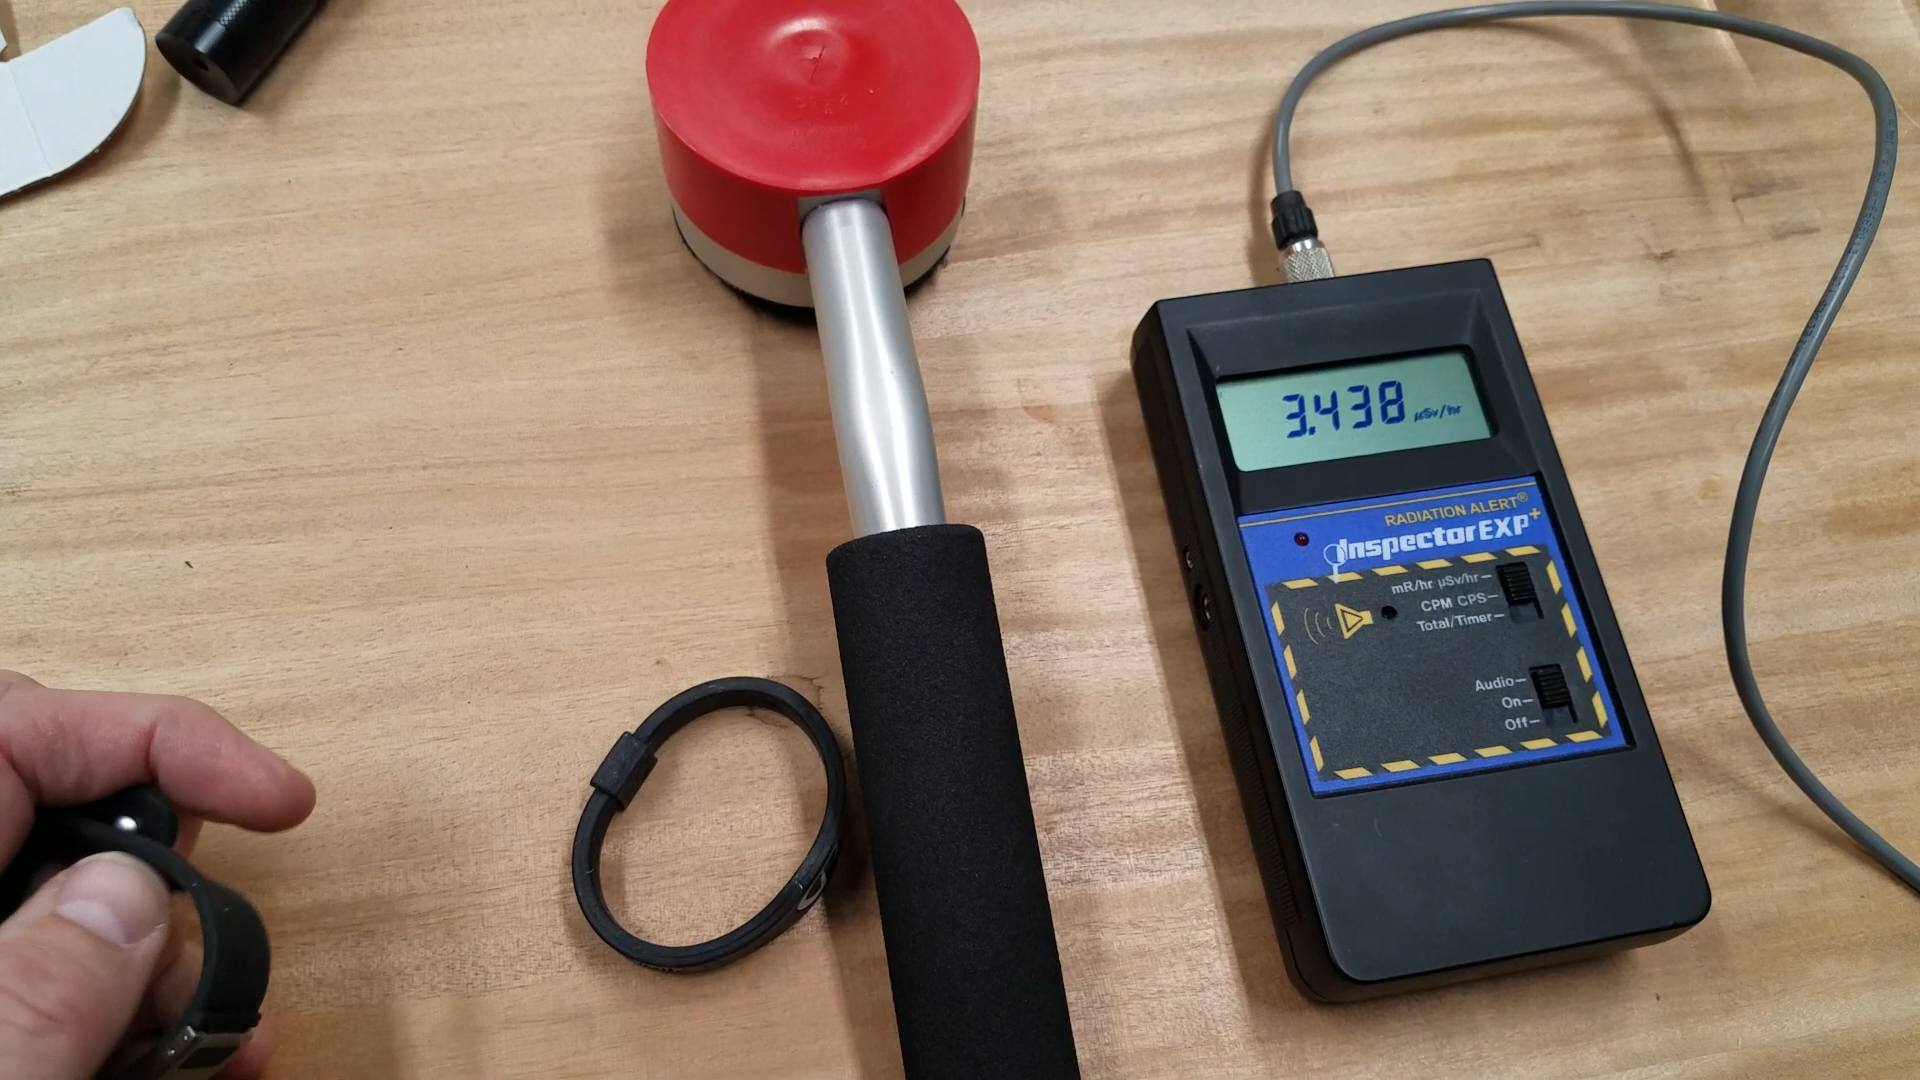 3.438 µSv/hr
RADIATION ALERT®
InspectorEXP+
mR/hr µSv/hr
CPM CPS
Total/Timer
Audio
On
Off